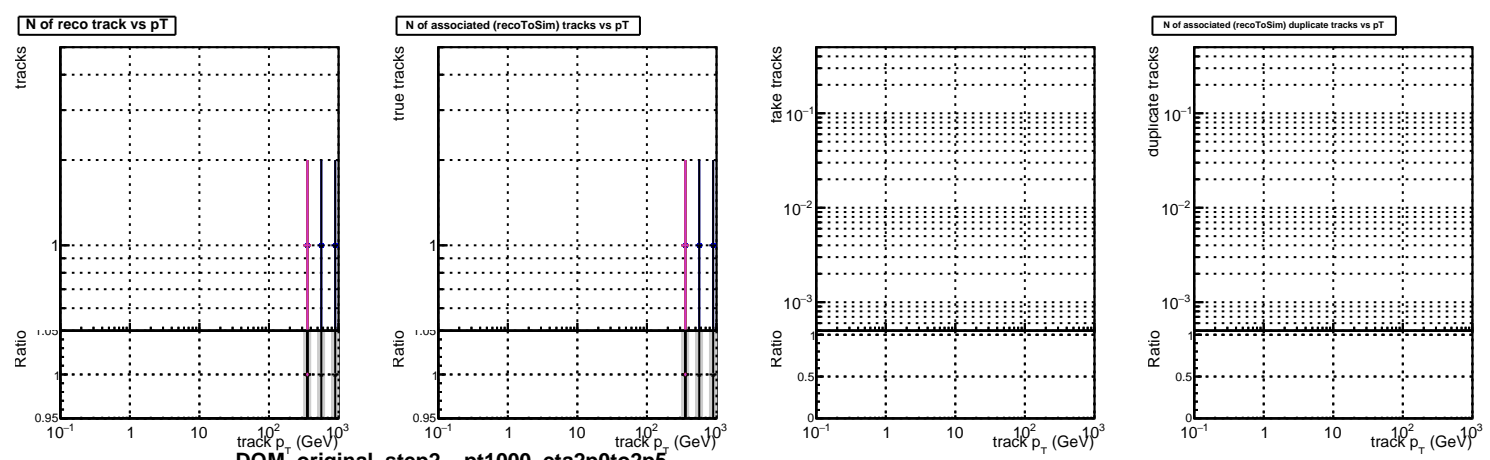 N of reco track vs pT
tracks
1
1.05
Ratio
1
0.95
10⁻¹ 1 10 10² 10³
track pT (GeV)
N of associated (recoToSim) tracks vs pT
true tracks
1
1.05
Ratio
1
0.95
10⁻¹ 1 10 10² 10³
track pT (GeV)
fake tracks
10⁻¹
10⁻²
10⁻³
Ratio
1
0.5
0
10⁻¹ 1 10 10² 10³
track pT (GeV)
N of associated (recoToSim) duplicate tracks vs pT
duplicate tracks
10⁻¹
10⁻²
10⁻³
Ratio
1
0.5
0
10⁻¹ 1 10 10² 10³
track pT (GeV)